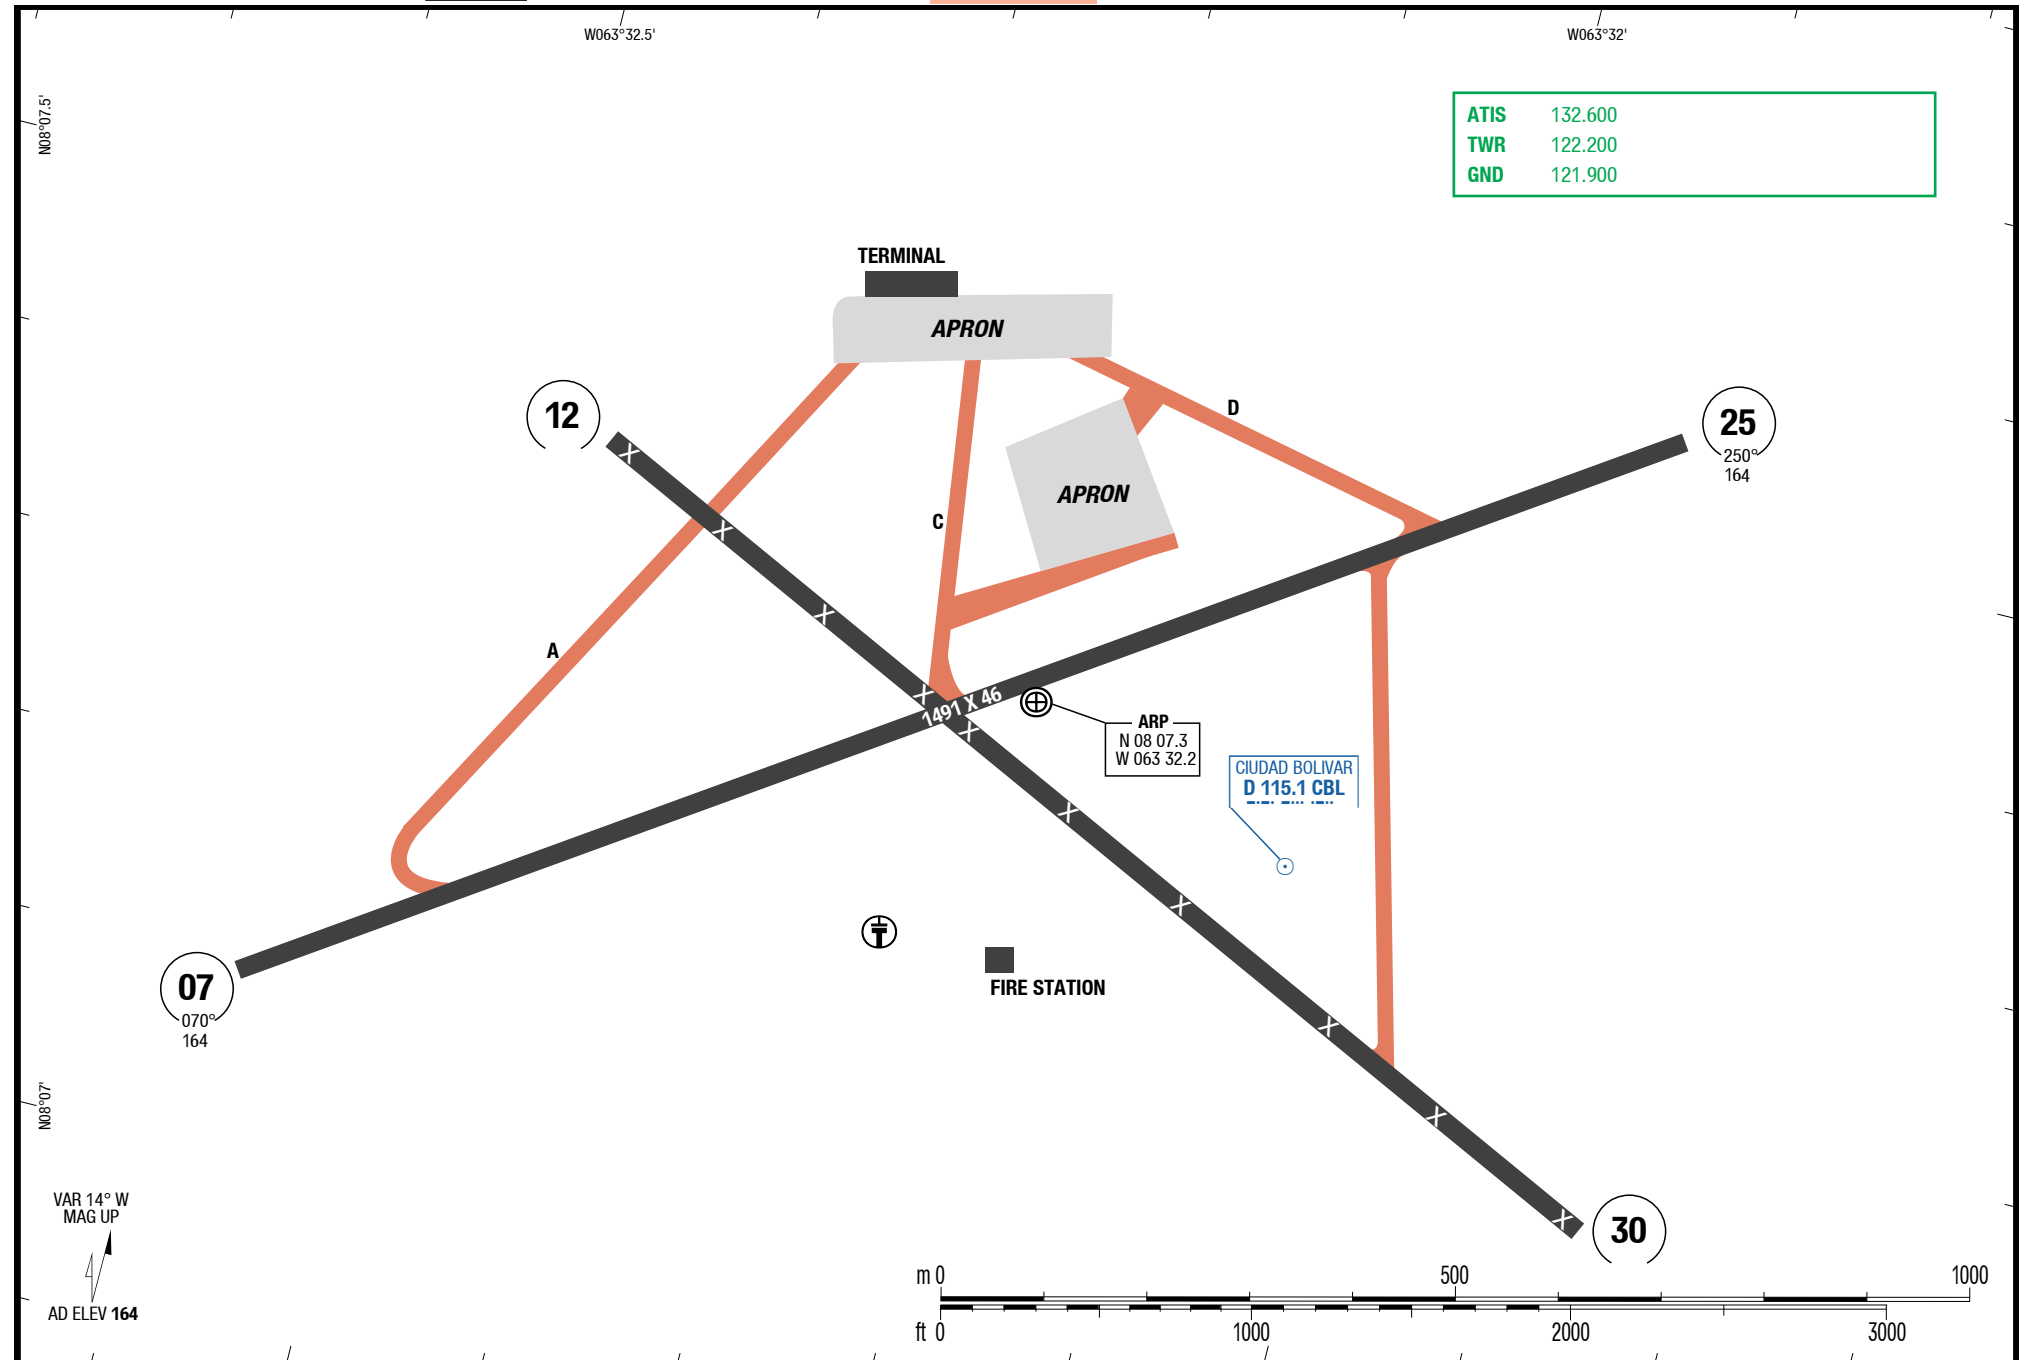 W063°32.5'
W063°32'
N08°07.5'
ATIS 132.600
TWR 122.200
GND 121.900
TERMINAL
APRON
12
D
25
250°
164
APRON
C
A
1491 X 46
ARP
N 08 07.3
W 063 32.2
CIUDAD BOLIVAR
D 115.1 CBL
07
070°
164
FIRE STATION
N08°07'
VAR 14° W
MAG UP
AD ELEV 164
30
m 0 500 1000
ft 0 1000 2000 3000
X
X
X
X
X
X
X
X
X
X